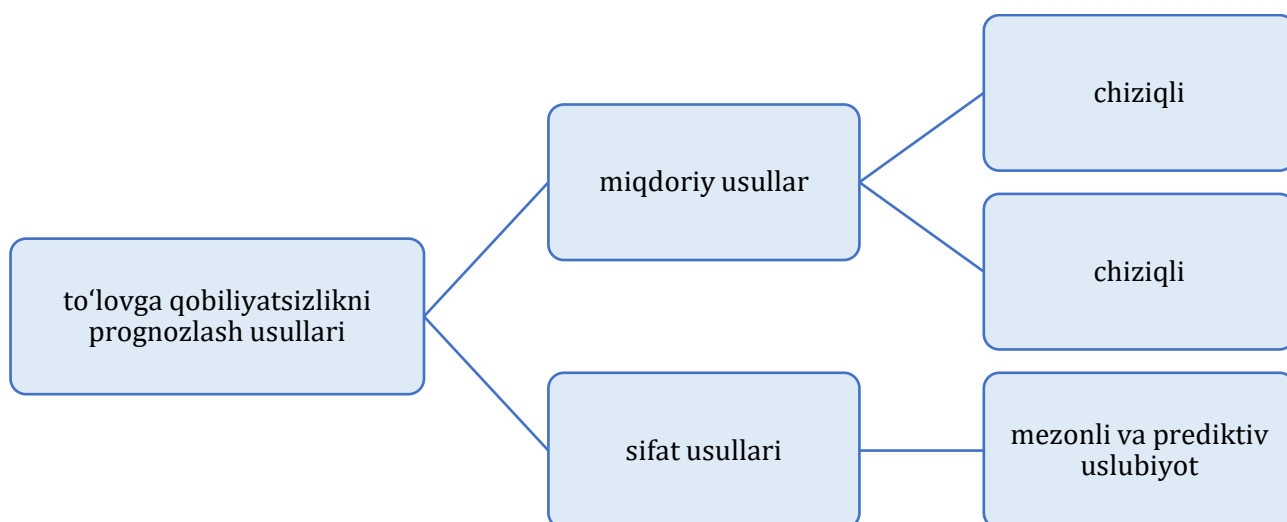 to‘lovga qobiliyatsizlikni
prognozlash usullari
miqdoriy usullar
chiziqli
chiziqli
sifat usullari
mezonli va prediktiv
uslubiyot